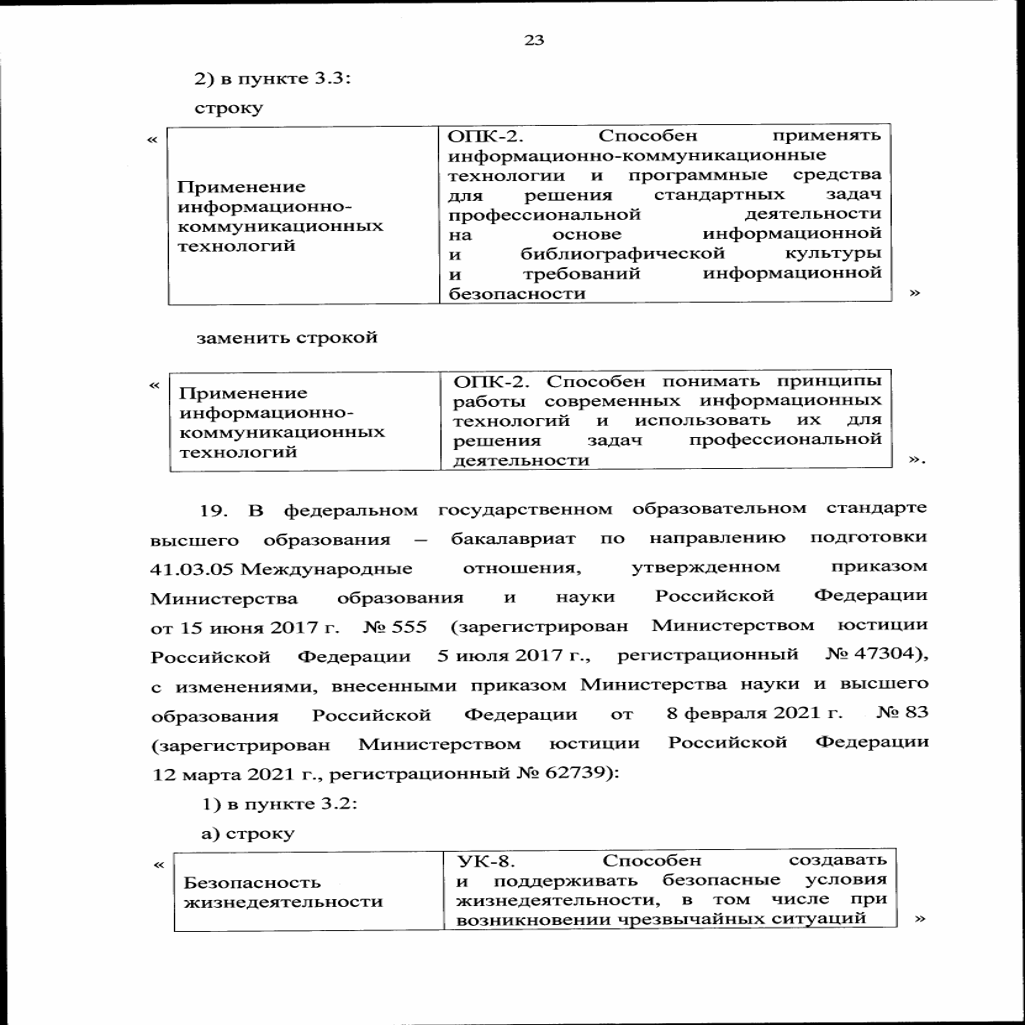 23
2) в пункте 3.3:
строку
«
Применение
информационно-
коммуникационных
технологий
ОПК-2. Способен применять
информационно-коммуникационные
технологии и программные средства
для решения стандартных задач
профессиональной деятельности
на основе информационной
и библиографической культуры
и требований информационной
безопасности
»
заменить строкой
«
Применение
информационно-
коммуникационных
технологий
ОПК-2. Способен понимать принципы
работы современных информационных
технологий и использовать их для
решения задач профессиональной
деятельности
».
19. В федеральном государственном образовательном стандарте
высшего образования – бакалавриат по направлению подготовки
41.03.05 Международные отношения, утвержденном приказом
Министерства образования и науки Российской Федерации
от 15 июня 2017 г. № 555 (зарегистрирован Министерством юстиции
Российской Федерации 5 июля 2017 г., регистрационный № 47304),
с изменениями, внесенными приказом Министерства науки и высшего
образования Российской Федерации от 8 февраля 2021 г. № 83
(зарегистрирован Министерством юстиции Российской Федерации
12 марта 2021 г., регистрационный № 62739):
1) в пункте 3.2:
а) строку
«
Безопасность
жизнедеятельности
УК-8. Способен создавать
и поддерживать безопасные условия
жизнедеятельности, в том числе при
возникновении чрезвычайных ситуаций
»